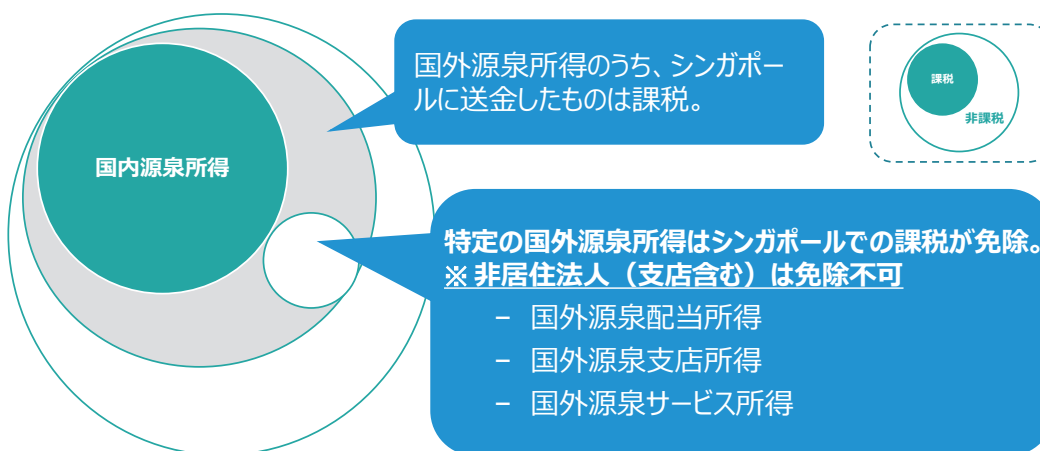 国外源泉所得のうち、シンガポー
ルに送金したものは課税。
課税
非課税
国内源泉所得
特定の国外源泉所得はシンガポールでの課税が免除。
※ 非居住法人（支店含む）は免除不可
− 国外源泉配当所得
− 国外源泉支店所得
− 国外源泉サービス所得